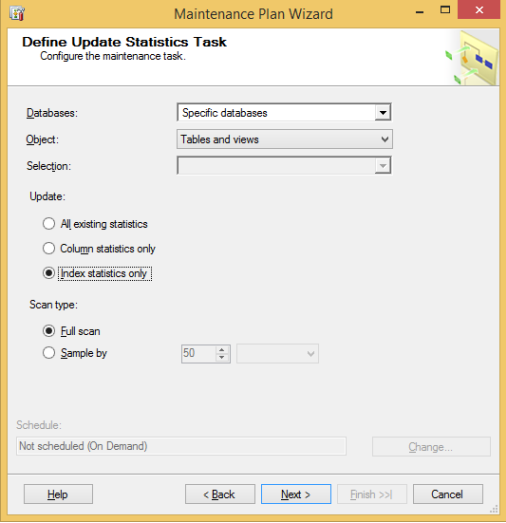 Maintenance Plan Wizard
Define Update Statistics Task
Configure the maintenance task.
Databases: Specific databases
Object: Tables and views
Selection:
Update:
All existing statistics
Column statistics only
Index statistics only
Scan type:
Full scan
Sample by 50
Schedule:
Not scheduled (On Demand) Change...
Help < Back Next > Finish >>| Cancel